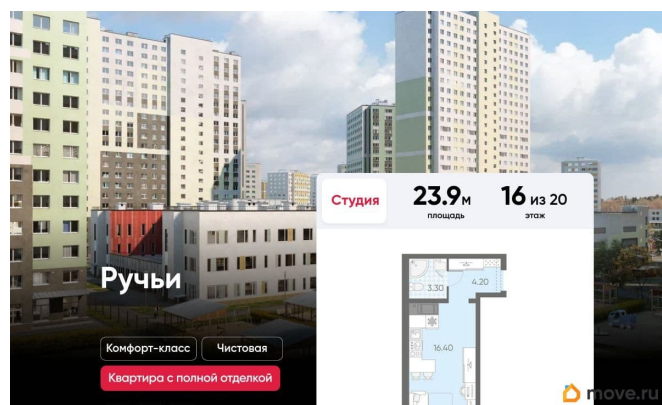 Студия
23.9м
площадь
16 из 20
этаж
3.30
4.20
16.40
Ручьи
Комфорт-класс
Чистовая
Квартира с полной отделкой
move.ru